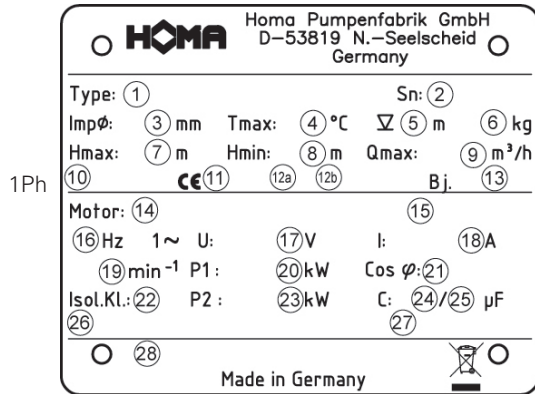 HOMA Homa Pumpenfabrik GmbH
D-53819 N.-Seelscheid
Germany
Type: 1 Sn: 2
Impø: 3 mm Tmax: 4 °C ∇ 5 m 6 kg
Hmax: 7 m Hmin: 8 m Qmax: 9 m³/h
1Ph
10 CE 11 12a 12b Bj. 13
Motor: 14 15
16 Hz 1~ U: 17 V I: 18 A
19 min⁻¹ P1: 20 kW Cos φ: 21
Isol.Kl.: 22 P2: 23 kW C: 24/25 µF
26 27
28
Made in Germany